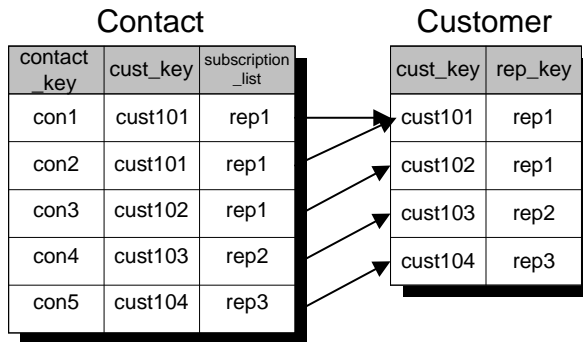 Contact
contact
_key
cust_key
subscription
_list
con1 cust101 rep1
con2 cust101 rep1
con3 cust102 rep1
con4 cust103 rep2
con5 cust104 rep3
Customer
cust_key rep_key
cust101 rep1
cust102 rep1
cust103 rep2
cust104 rep3